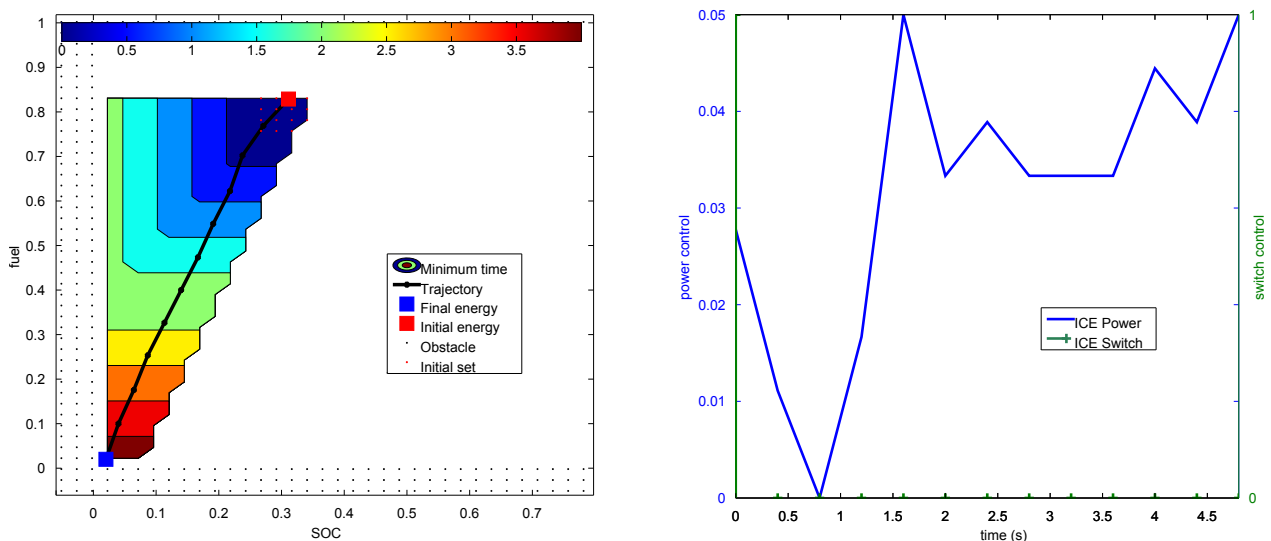 1
0.9
0.8
0.7
0.6
0.5
0.4
0.3
0.2
0.1
0
fuel
0 0.5 1 1.5 2 2.5 3 3.5
Minimum time
Trajectory
Final energy
Initial energy
Obstacle
Initial set
0 0.1 0.2 0.3 0.4 0.5 0.6 0.7
SOC
0.05
0.04
0.03
0.02
0.01
0
power control
ICE Power
ICE Switch
1
0
switch control
0 0.5 1 1.5 2 2.5 3 3.5 4 4.5
time (s)